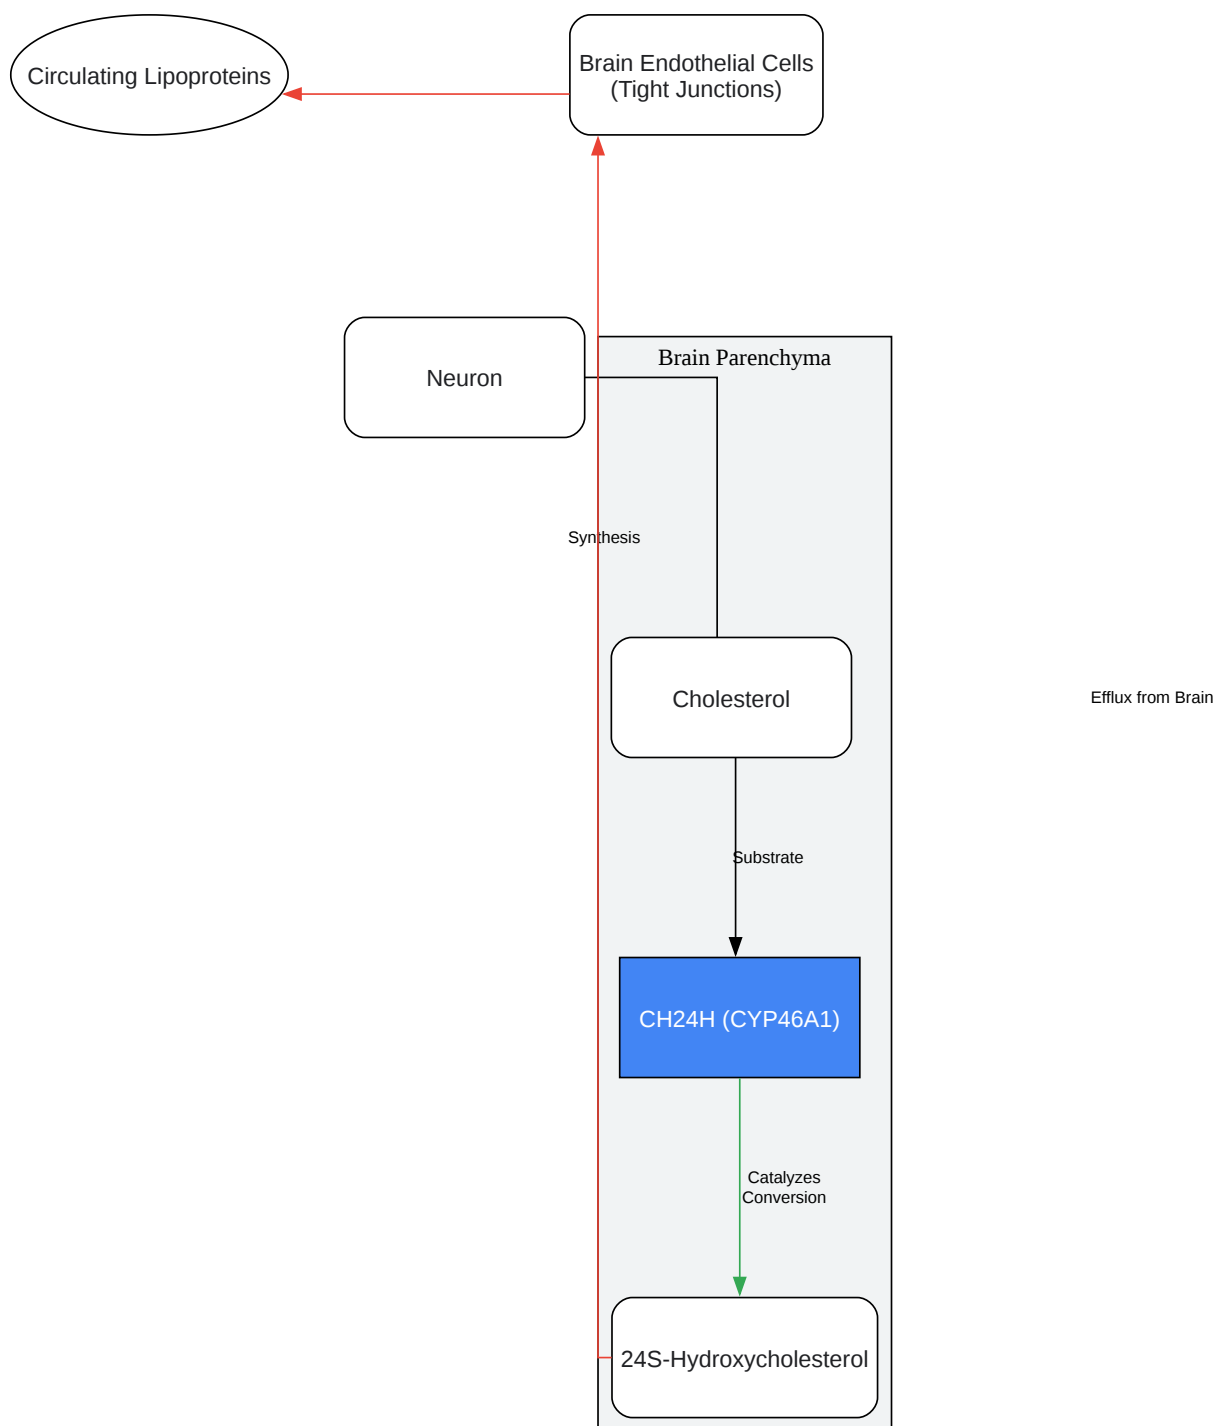 Circulating Lipoproteins
Brain Endothelial Cells
(Tight Junctions)
Neuron
Brain Parenchyma
Synthesis
Cholesterol
Efflux from Brain
Substrate
CH24H (CYP46A1)
Catalyzes
Conversion
24S-Hydroxycholesterol